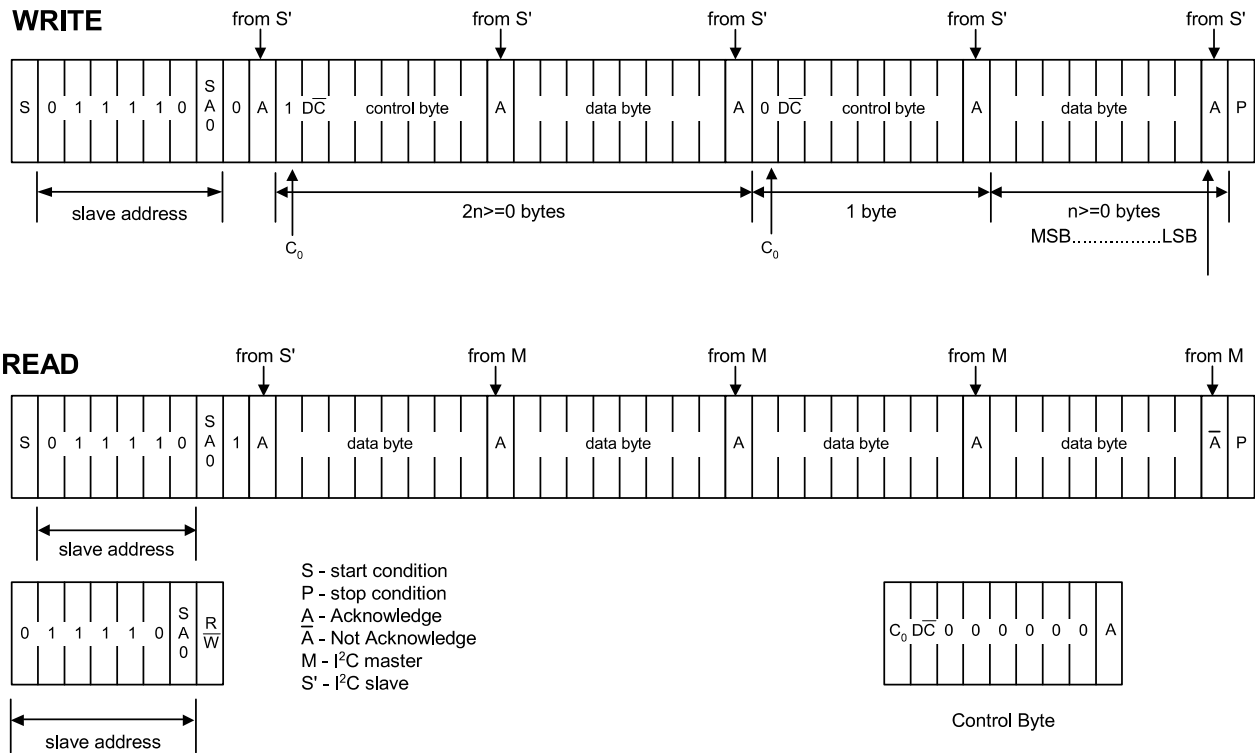 WRITE
from S' from S' from S' from S' from S'
S 0 1 1 1 1 0 SA0 0 A 1 DC̅ control byte A data byte A 0 DC̅ control byte A data byte A P
slave address 2n>=0 bytes 1 byte n>=0 bytes
MSB.................LSB
C₀ C₀
READ
from S' from M from M from M from M
S 0 1 1 1 1 0 SA0 1 A data byte A data byte A data byte A data byte A̅ P
slave address
0 1 1 1 1 0 SA0 R/W̅
slave address
S - start condition
P - stop condition
A - Acknowledge
A̅ - Not Acknowledge
M - I²C master
S' - I²C slave
C₀ DC̅ 0 0 0 0 0 0 A
Control Byte